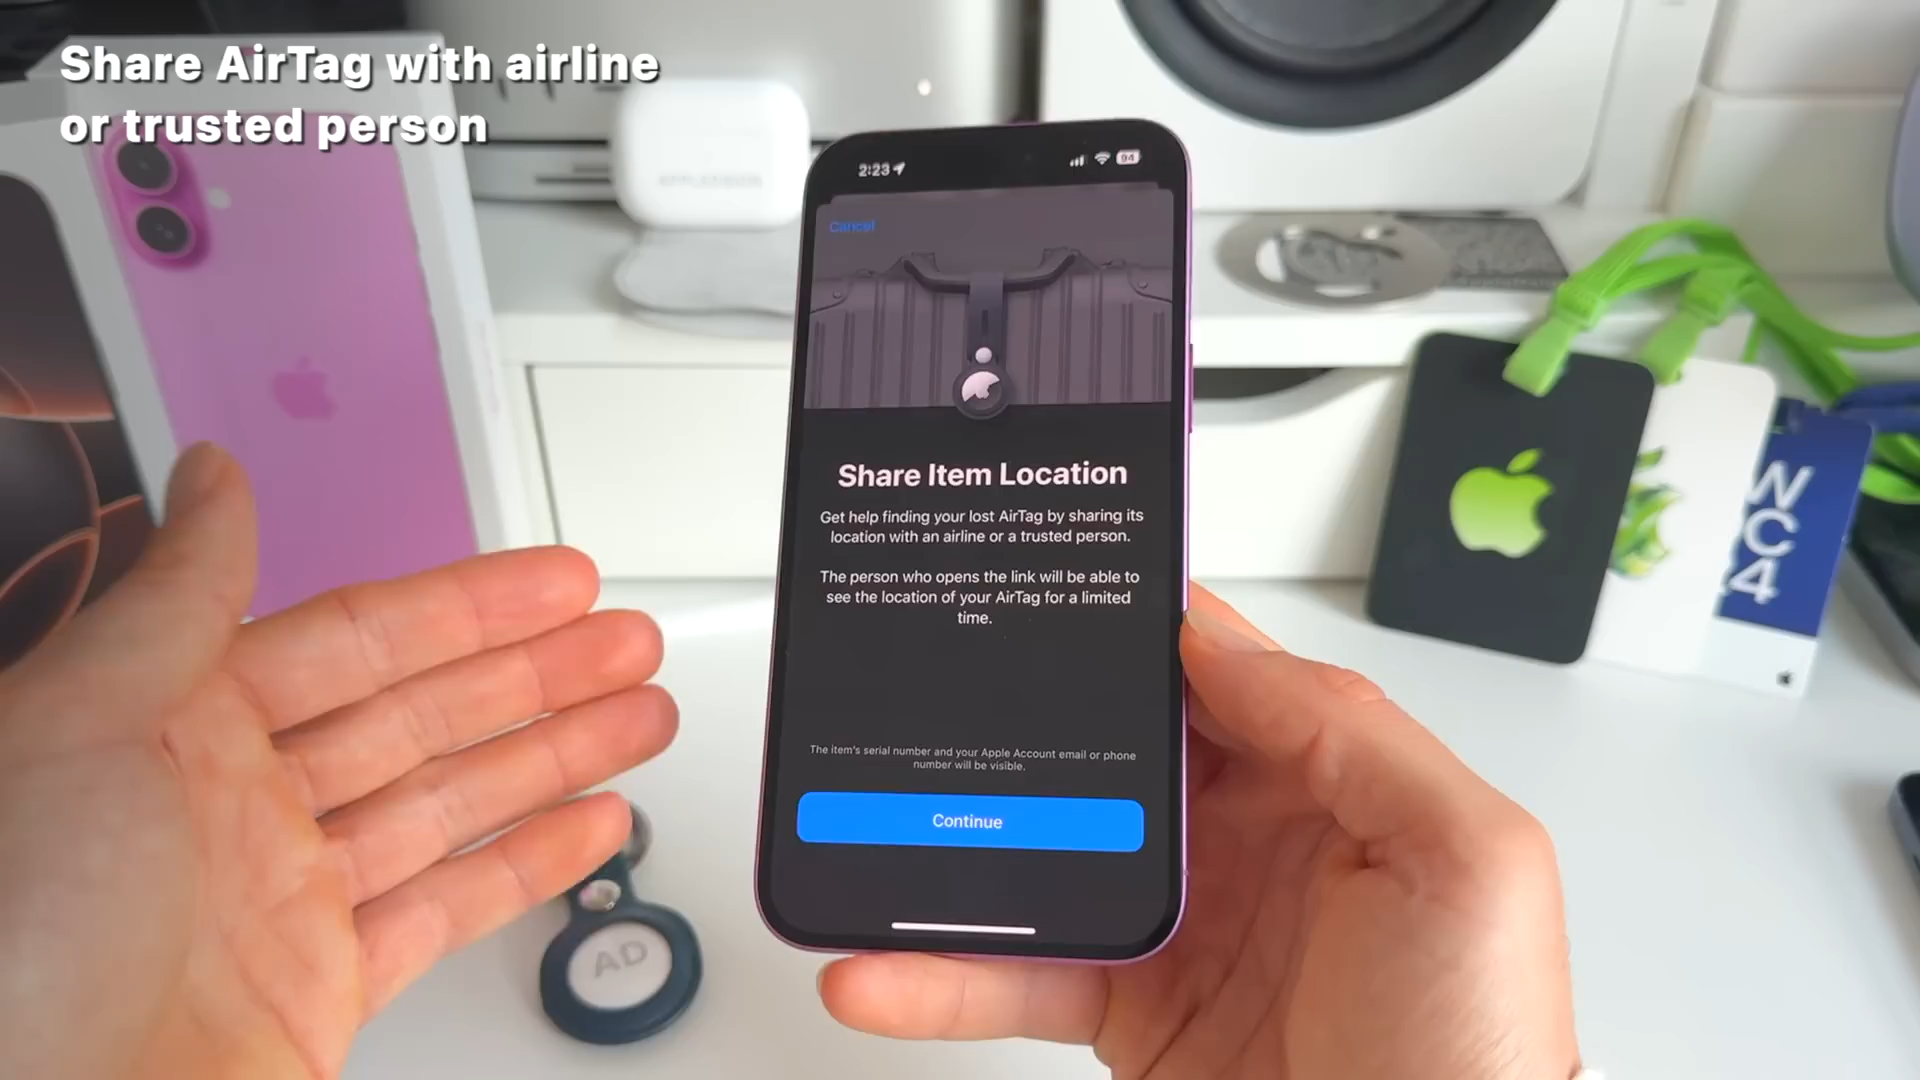 Share AirTag with airline
or trusted person
2:23
94
Cancel
Share Item Location
Get help finding your lost AirTag by sharing its
location with an airline or a trusted person.
The person who opens the link will be able to
see the location of your AirTag for a limited
time.
The item's serial number and your Apple Account email or phone
number will be visible.
Continue
AD
W
C
4